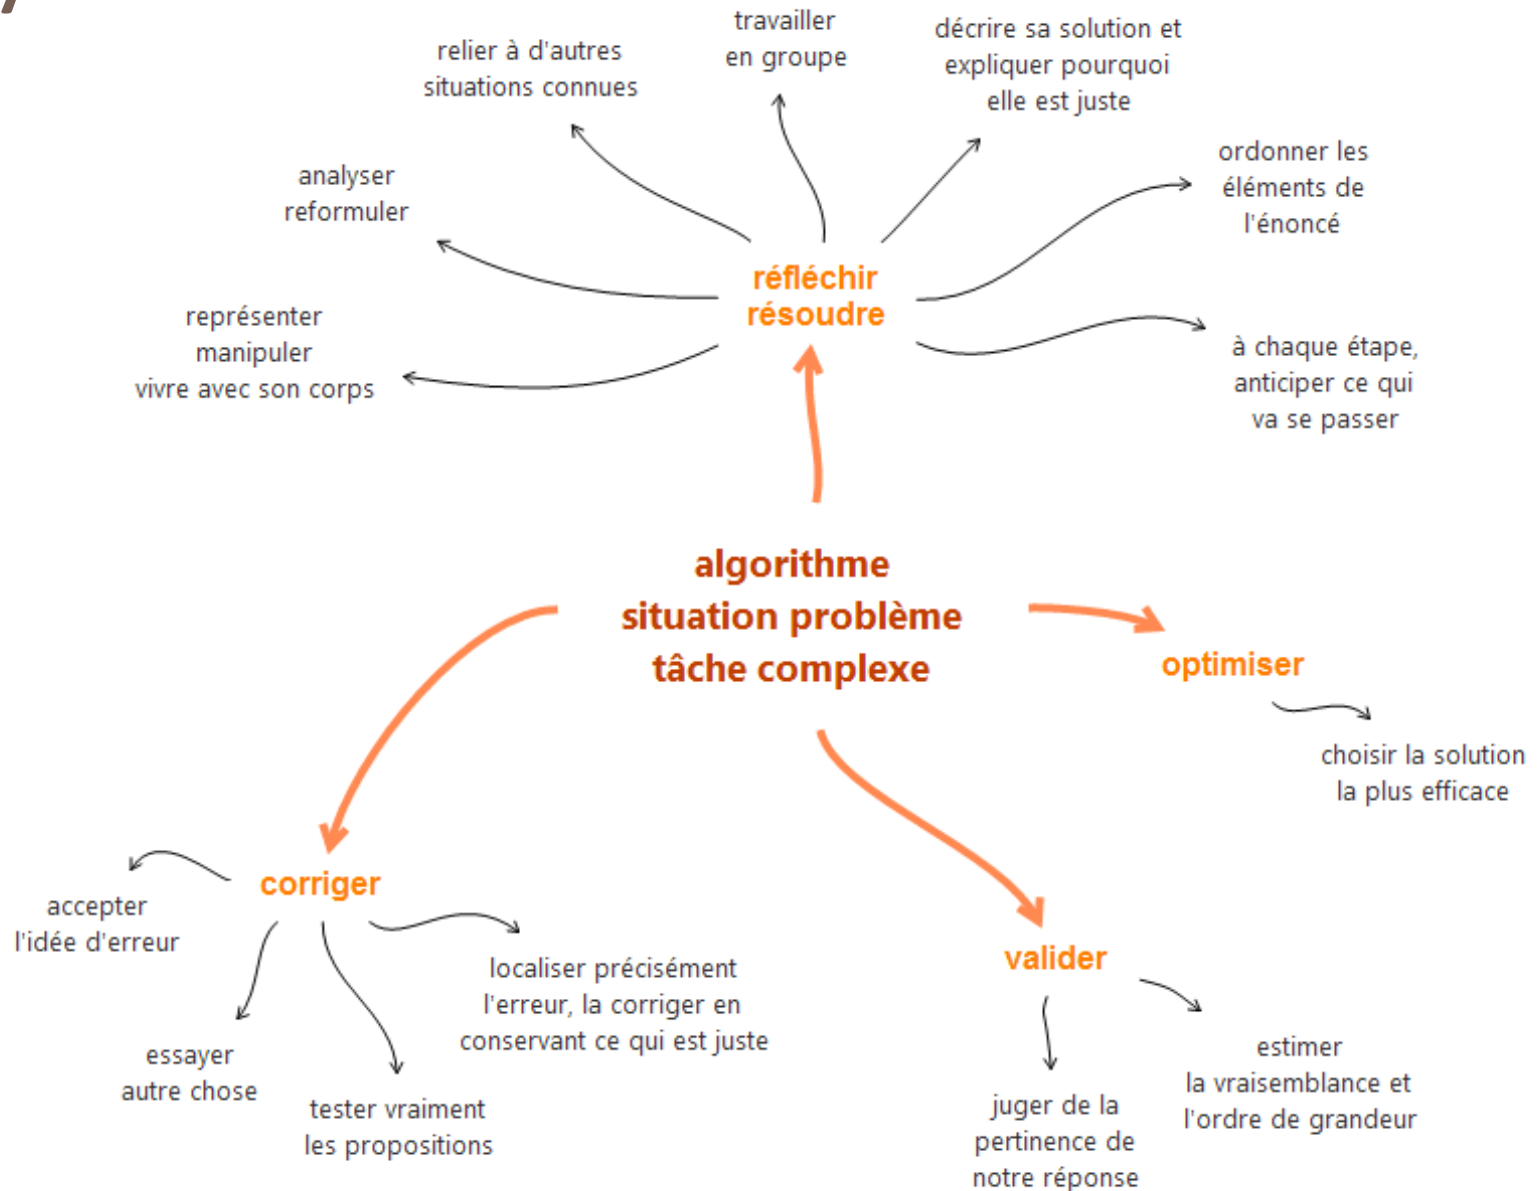 travailler
en groupe
décrire sa solution et
expliquer pourquoi
elle est juste
relier à d'autres
situations connues
ordonner les
éléments de
l'énoncé
analyser
reformuler
réfléchir
résoudre
représenter
manipuler
vivre avec son corps
à chaque étape,
anticiper ce qui
va se passer
algorithme
situation problème
tâche complexe
optimiser
choisir la solution
la plus efficace
corriger
accepter
l'idée d'erreur
essayer
autre chose
tester vraiment
les propositions
localiser précisément
l'erreur, la corriger en
conservant ce qui est juste
valider
juger de la
pertinence de
notre réponse
estimer
la vraisemblance et
l'ordre de grandeur